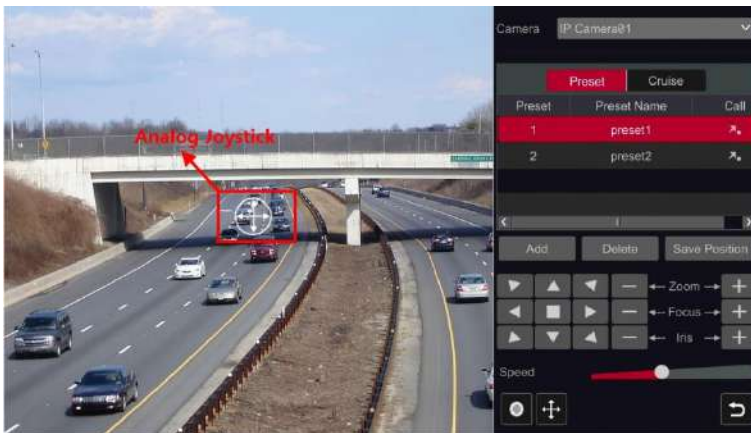 Analog Joystick
Camera IP Camera01
Preset Cruise
Preset Preset Name Call
1 preset1
2 preset2
Add Delete Save Position
Zoom
Focus
Iris
Speed